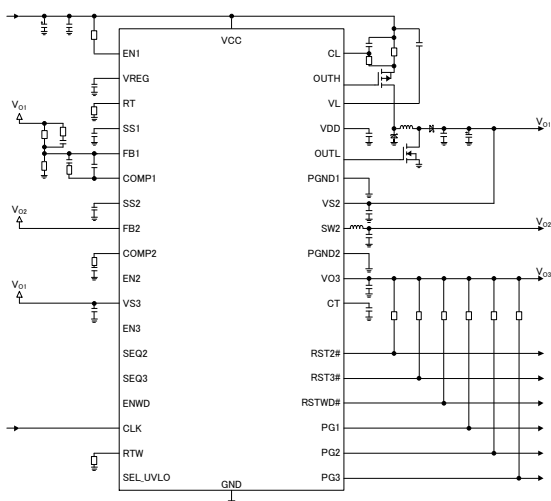 VCC
EN1
VREG
RT
SS1
FB1
COMP1
SS2
FB2
COMP2
EN2
VS3
EN3
SEQ2
SEQ3
ENWD
CLK
RTW
SEL_UVLO
GND
CL
OUTH
VL
VDD
OUTL
PGND1
VS2
SW2
PGND2
VO3
CT
RST2#
RST3#
RSTWD#
PG1
PG2
PG3
VO1
VO2
VO1
VO1
VO2
VO3